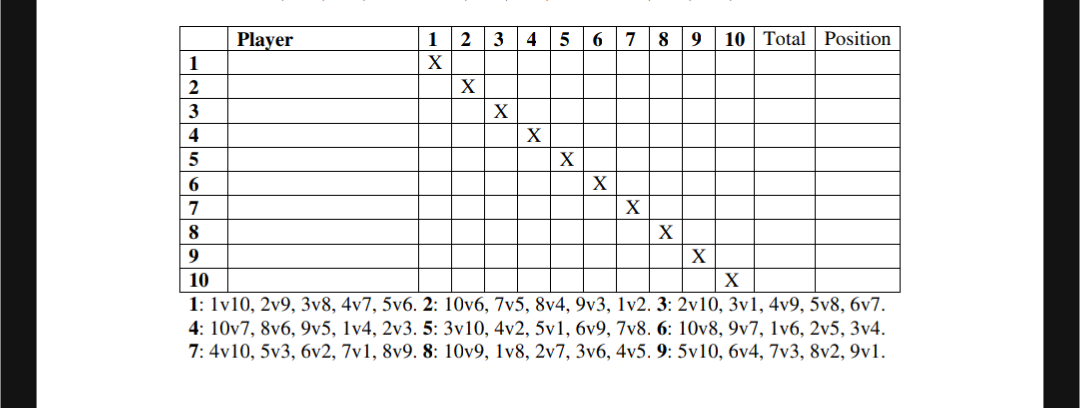 Player 1 2 3 4 5 6 7 8 9 10 Total Position
1 X
2 X
3 X
4 X
5 X
6 X
7 X
8 X
9 X
10 X
1: 1v10, 2v9, 3v8, 4v7, 5v6. 2: 10v6, 7v5, 8v4, 9v3, 1v2. 3: 2v10, 3v1, 4v9, 5v8, 6v7.
4: 10v7, 8v6, 9v5, 1v4, 2v3. 5: 3v10, 4v2, 5v1, 6v9, 7v8. 6: 10v8, 9v7, 1v6, 2v5, 3v4.
7: 4v10, 5v3, 6v2, 7v1, 8v9. 8: 10v9, 1v8, 2v7, 3v6, 4v5. 9: 5v10, 6v4, 7v3, 8v2, 9v1.